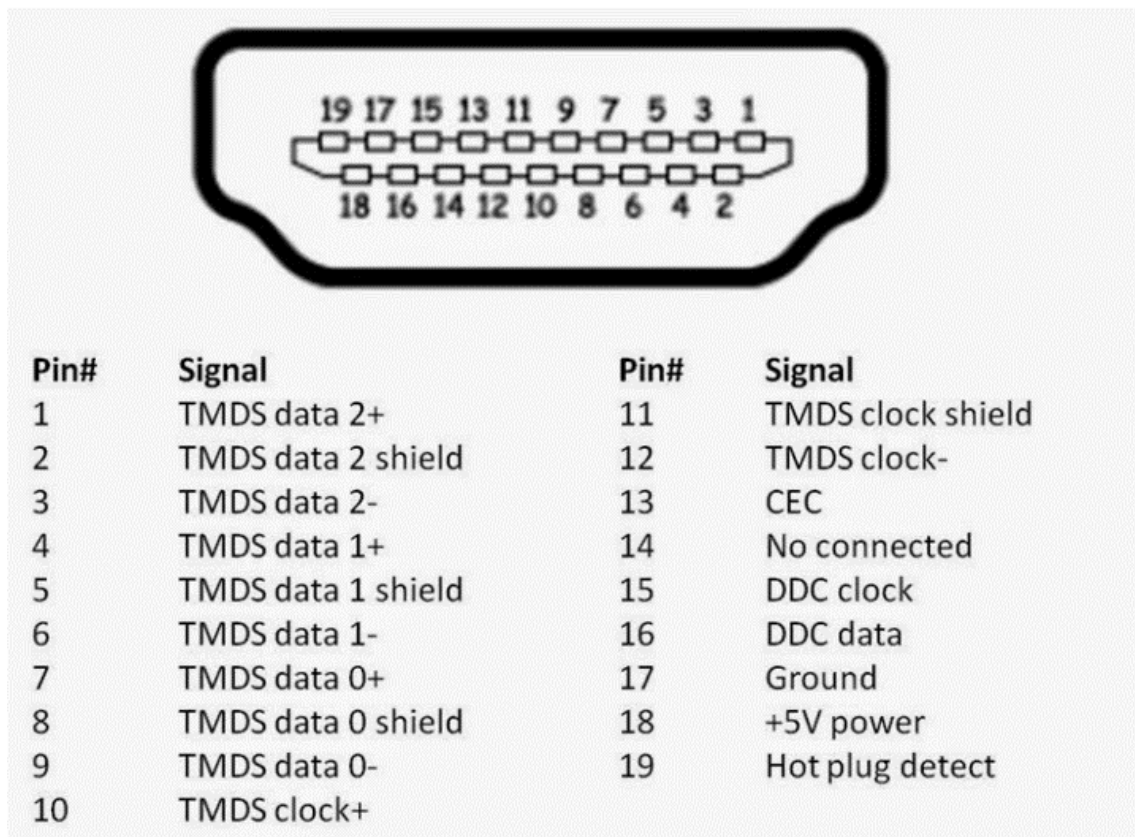 19 17 15 13 11 9 7 5 3 1
18 16 14 12 10 8 6 4 2
Pin# Signal Pin# Signal
1 TMDS data 2+ 11 TMDS clock shield
2 TMDS data 2 shield 12 TMDS clock-
3 TMDS data 2- 13 CEC
4 TMDS data 1+ 14 No connected
5 TMDS data 1 shield 15 DDC clock
6 TMDS data 1- 16 DDC data
7 TMDS data 0+ 17 Ground
8 TMDS data 0 shield 18 +5V power
9 TMDS data 0- 19 Hot plug detect
10 TMDS clock+